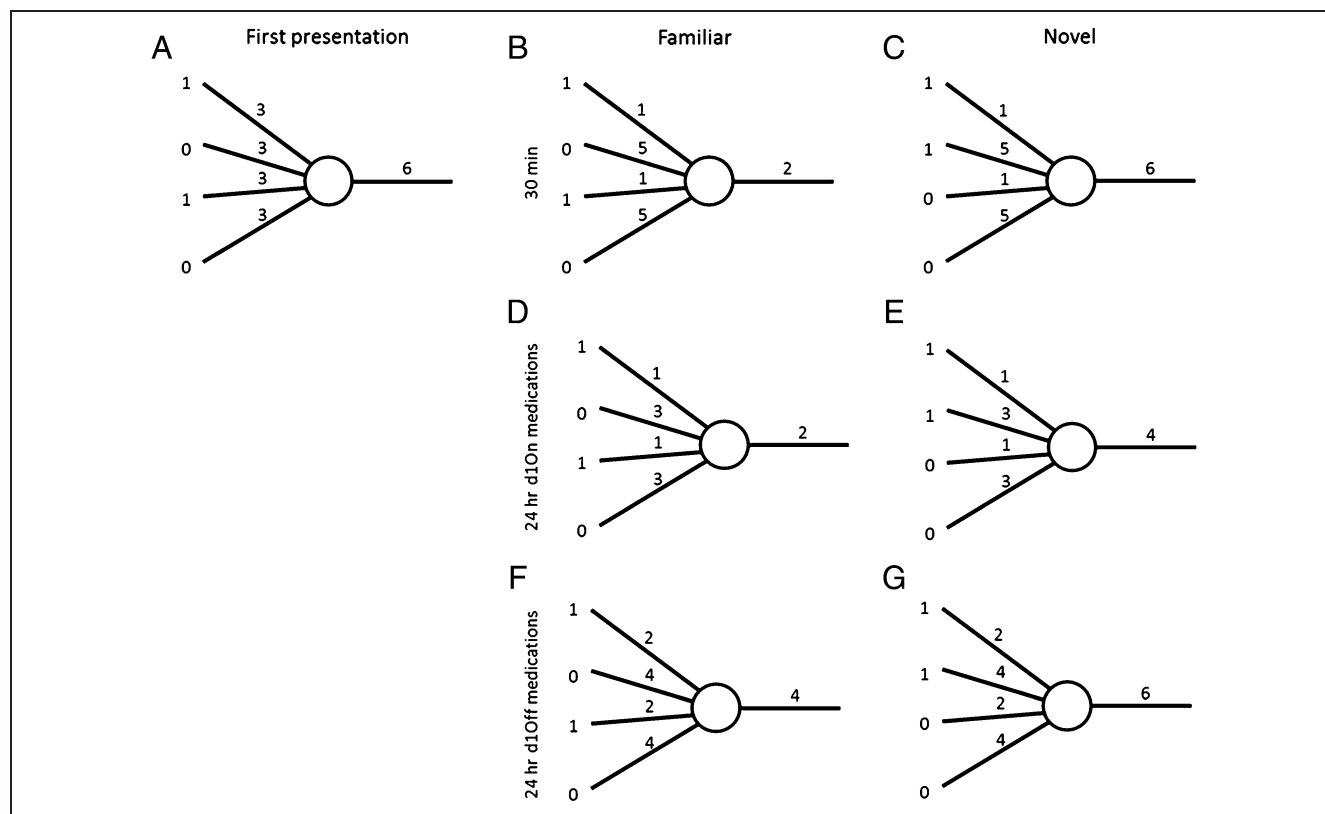 A First presentation B Familiar C Novel
1 3 1 1 1 1
0 3 6 0 5 2 1 5 6
1 3 1 1 0 1
0 3 0 5 0 5
30 min
D E
1 1 1 1
0 3 2 1 3 4
1 1 0 1
0 3 0 3
24 hr d1On medications
F G
1 2 1 2
0 4 4 1 4 6
1 2 0 2
0 4 0 4
24 hr d1Off medications